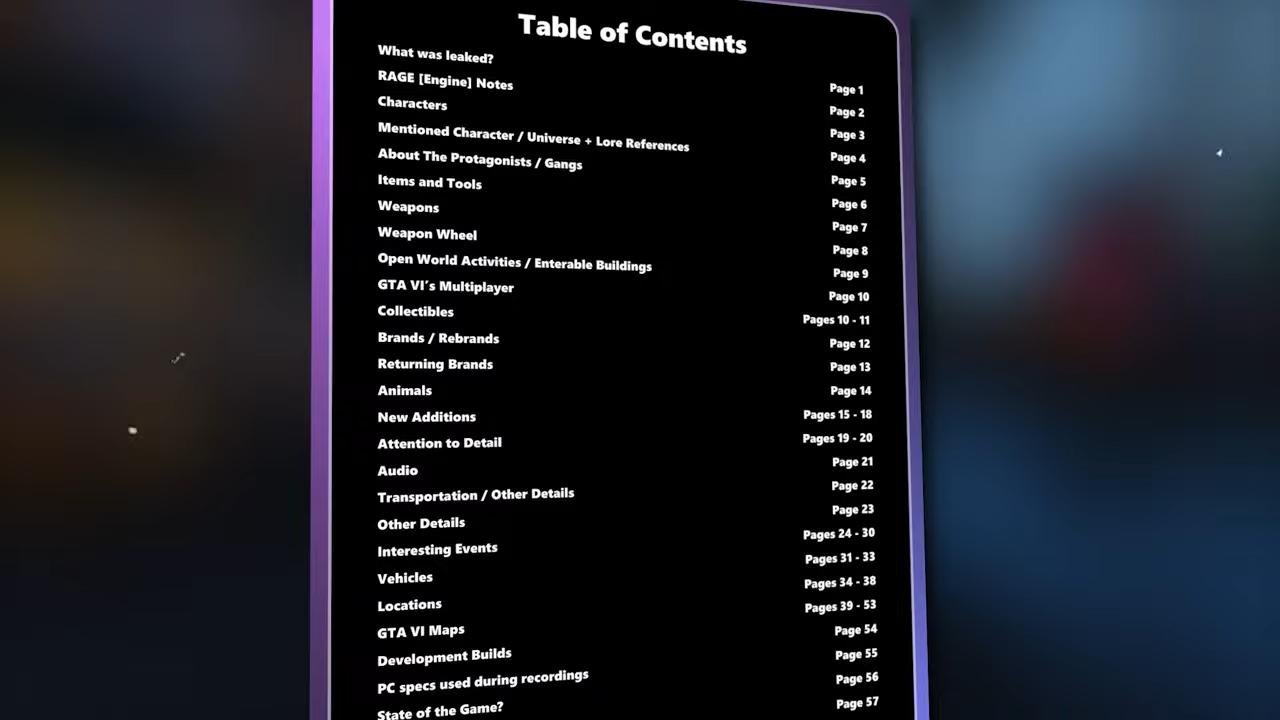 Table of Contents
What was leaked? Page 1
RAGE [Engine] Notes Page 2
Characters Page 3
Mentioned Character / Universe + Lore References Page 4
About The Protagonists / Gangs Page 5
Items and Tools Page 6
Weapons Page 7
Weapon Wheel Page 8
Open World Activities / Enterable Buildings Page 9
GTA VI's Multiplayer Page 10
Collectibles Pages 10 - 11
Brands / Rebrands Page 12
Returning Brands Page 13
Animals Page 14
New Additions Pages 15 - 18
Attention to Detail Pages 19 - 20
Audio Page 21
Transportation / Other Details Page 22
Other Details Page 23
Interesting Events Pages 24 - 30
Vehicles Pages 31 - 33
Locations Pages 34 - 38
GTA VI Maps Pages 39 - 53
Development Builds Page 54
PC specs used during recordings Page 55
State of the Game? Page 56
Page 57